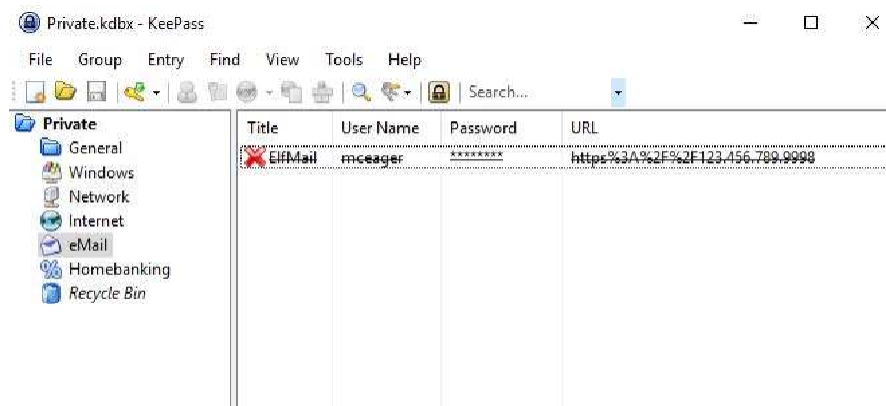 Private.kdbx - KeePass
File Group Entry Find View Tools Help
Search...
Private
General
Windows
Network
Internet
eMail
Homebanking
Recycle Bin
Title User Name Password URL
ElfMail mceager ******** https%3A%2F%2F123.456.789.9998